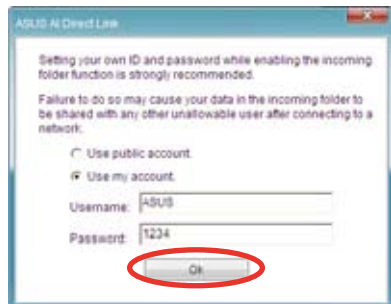 ASUS AI Direct Link
Setting your own ID and password while enabling the incoming
folder function is strongly recommended.
Failure to do so may cause your data in the incoming folder to
be shared with any other unallowable user after connecting to a
network.
Use public account.
Use my account.
Username: ASUS
Password: 1234
Ok